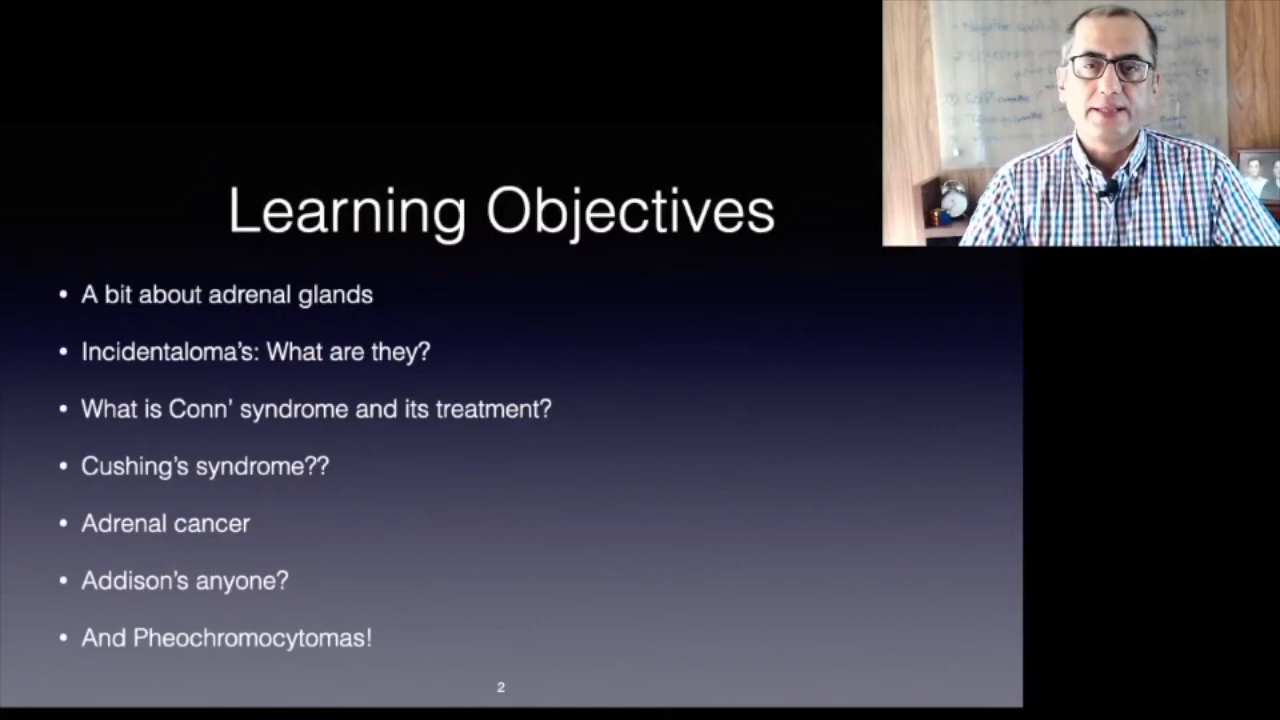 Learning Objectives
• A bit about adrenal glands
• Incidentaloma's: What are they?
• What is Conn' syndrome and its treatment?
• Cushing's syndrome??
• Adrenal cancer
• Addison's anyone?
• And Pheochromocytomas!
2